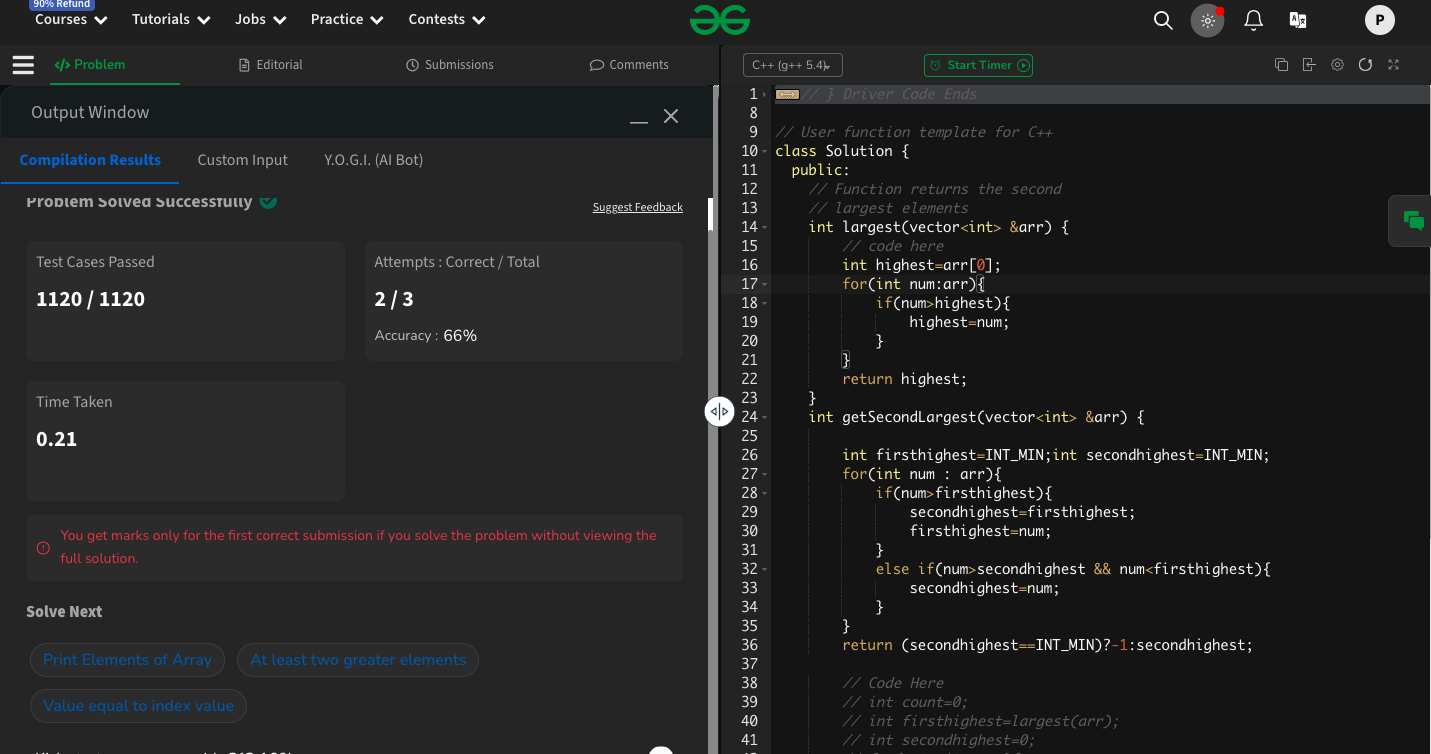 90% Refund
Courses Tutorials Jobs Practice Contests P
Problem Editorial Submissions Comments
Output Window
Compilation Results Custom Input Y.O.G.I. (AI Bot)
Problem Solved Successfully
Suggest Feedback
Test Cases Passed
1120 / 1120
Attempts : Correct / Total
2 / 3
Accuracy : 66%
Time Taken
0.21
You get marks only for the first correct submission if you solve the problem without viewing the
full solution.
Solve Next
Print Elements of Array At least two greater elements
Value equal to index value
C++ (g++ 5.4) Start Timer
1 // } Driver Code Ends
8
9 // User function template for C++
10 class Solution {
11 public:
12 // Function returns the second
13 // largest elements
14 int largest(vector<int> &arr) {
15 // code here
16 int highest=arr[0];
17 for(int num:arr){
18 if(num>highest){
19 highest=num;
20 }
21 }
22 return highest;
23 }
24 int getSecondLargest(vector<int> &arr) {
25
26 int firsthighest=INT_MIN;int secondhighest=INT_MIN;
27 for(int num : arr){
28 if(num>firsthighest){
29 secondhighest=firsthighest;
30 firsthighest=num;
31 }
32 else if(num>secondhighest && num<firsthighest){
33 secondhighest=num;
34 }
35 }
36 return (secondhighest==INT_MIN)?-1:secondhighest;
37
38 // Code Here
39 // int count=0;
40 // int firsthighest=largest(arr);
41 // int secondhighest=0;